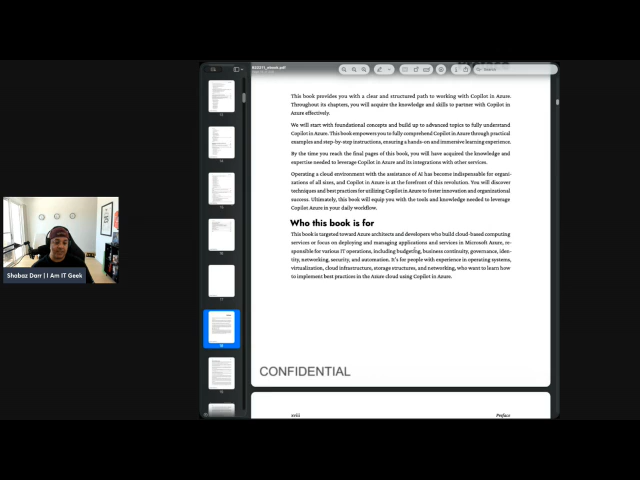 B22271_ebook.pdf
Search
This book provides you with a clear and structured path to working with Copilot in Azure.
Throughout its chapters, you will acquire the knowledge and skills to partner with Copilot in
Azure effectively.
We will start with foundational concepts and build up to advanced topics to fully understand
Copilot in Azure. This book empowers you to fully comprehend Copilot in Azure through practical
examples and step-by-step instructions, ensuring a hands-on and immersive learning experience.
By the time you reach the final pages of this book, you will have acquired the knowledge and
expertise needed to leverage Copilot in Azure and its integrations with other services.
Operating a cloud environment with the assistance of AI has become indispensable for organi-
zations of all sizes, and Copilot in Azure is at the forefront of this revolution. You will discover
techniques and best practices for utilizing Copilot in Azure to foster innovation and organizational
success. Ultimately, this book will equip you with the tools and knowledge needed to leverage
Copilot Azure in your daily workflow.
Who this book is for
This book is targeted toward Azure architects and developers who build cloud-based computing
services or focus on deploying and managing applications and services in Microsoft Azure, re-
sponsible for various IT operations, including budgeting, business continuity, governance, iden-
tity, networking, security, and automation. It's for people with experience in operating systems,
virtualization, cloud infrastructure, storage structures, and networking, who want to learn how
to implement best practices in the Azure cloud using Copilot in Azure.
CONFIDENTIAL
xviii Preface
Shabaz Darr | I Am IT Geek